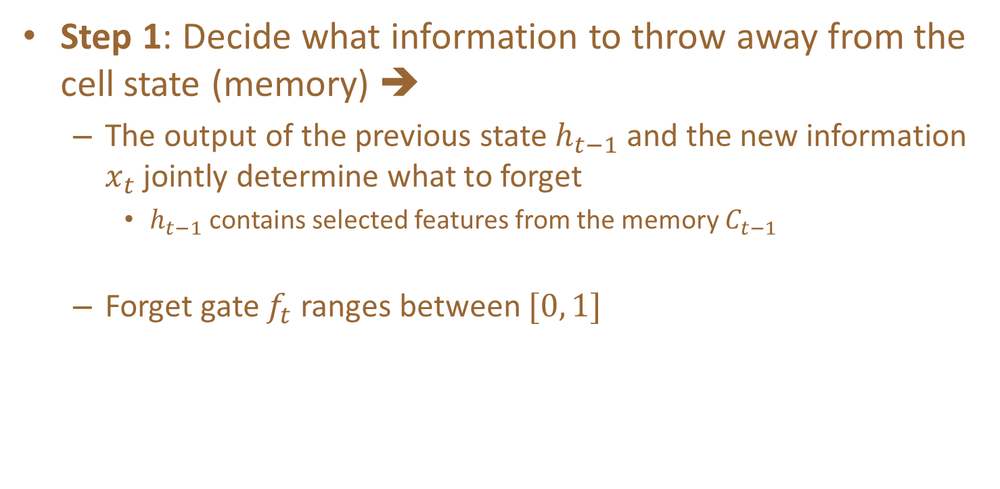 • Step 1: Decide what information to throw away from the
cell state (memory) ➔
– The output of the previous state h_{t−1} and the new information
x_t jointly determine what to forget
• h_{t−1} contains selected features from the memory C_{t−1}
– Forget gate f_t ranges between [0, 1]